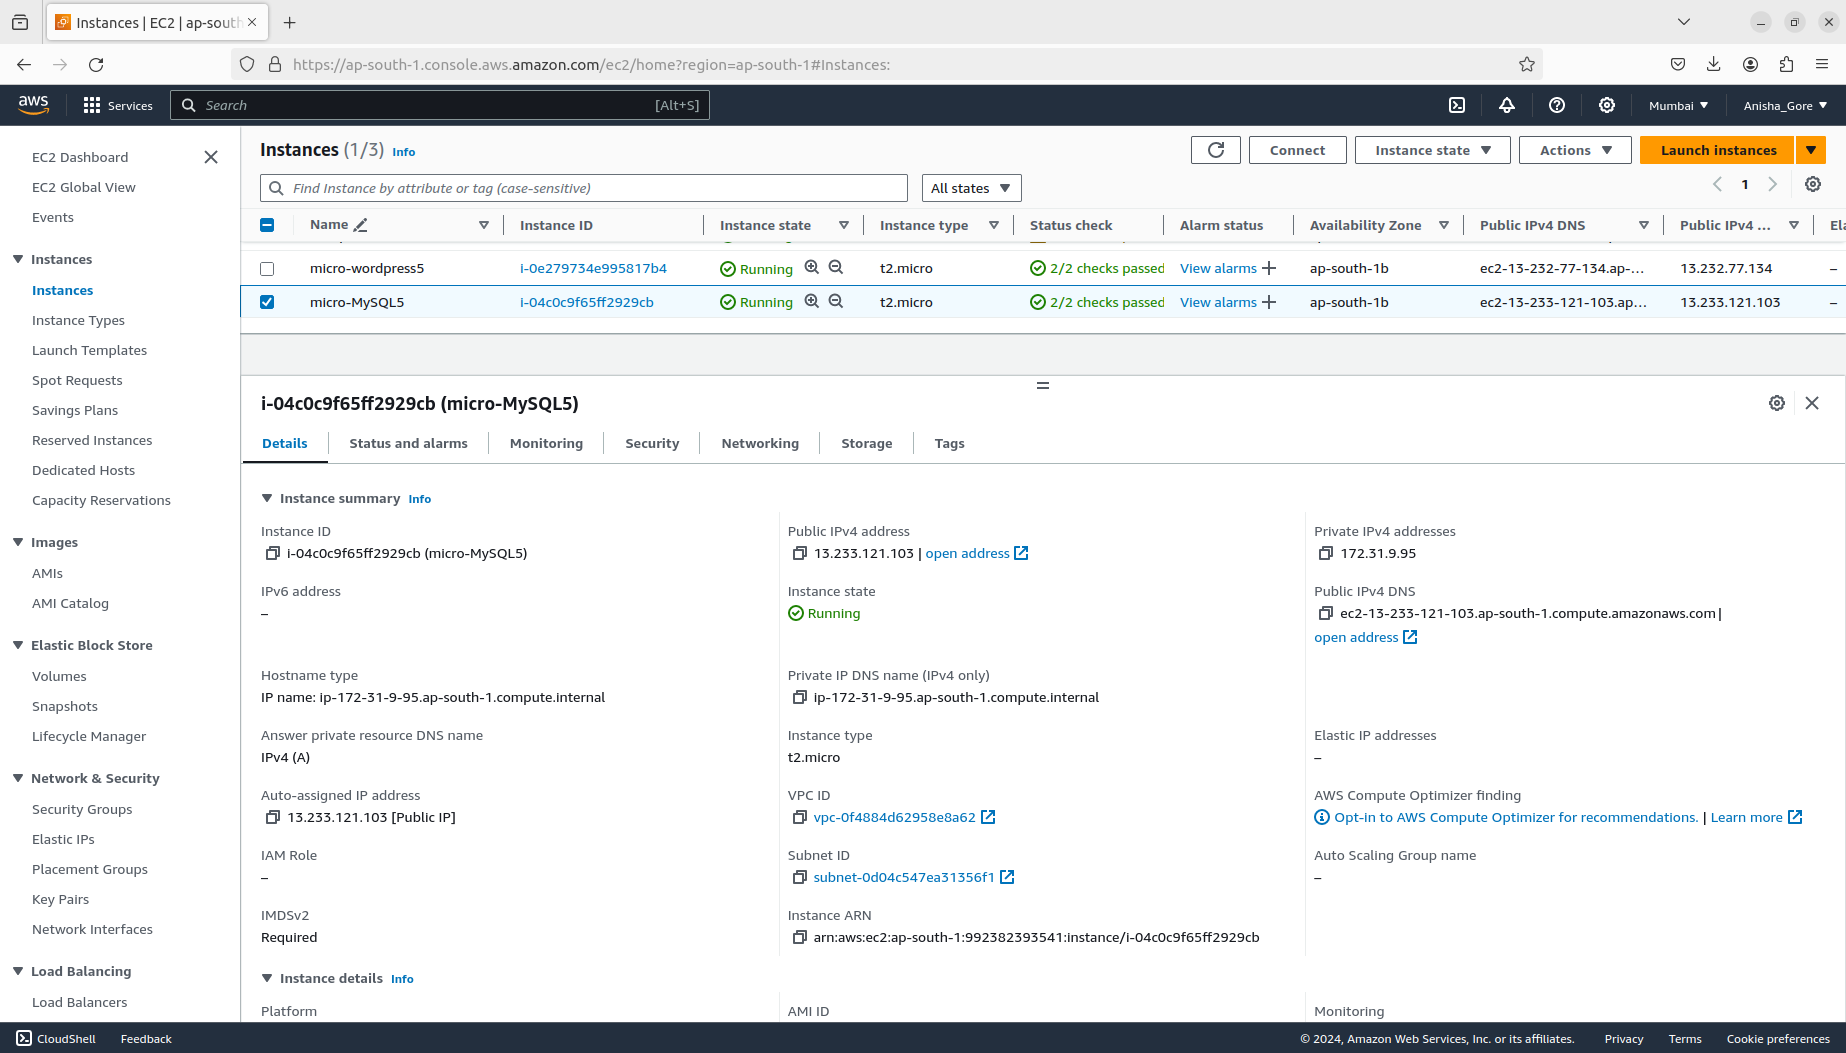 Instances | EC2 | ap-south
https://ap-south-1.console.aws.amazon.com/ec2/home?region=ap-south-1#Instances:
aws
Services
Search
[Alt+S]
Mumbai
Anisha_Gore
EC2 Dashboard
EC2 Global View
Events
Instances
Instances
Instance Types
Launch Templates
Spot Requests
Savings Plans
Reserved Instances
Dedicated Hosts
Capacity Reservations
Images
AMIs
AMI Catalog
Elastic Block Store
Volumes
Snapshots
Lifecycle Manager
Network & Security
Security Groups
Elastic IPs
Placement Groups
Key Pairs
Network Interfaces
Load Balancing
Load Balancers
Instances (1/3) Info
Connect
Instance state
Actions
Launch instances
Find Instance by attribute or tag (case-sensitive)
All states
1
Name Instance ID Instance state Instance type Status check Alarm status Availability Zone Public IPv4 DNS Public IPv4 ... Ela
micro-wordpress5 i-0e279734e995817b4 Running t2.micro 2/2 checks passed View alarms + ap-south-1b ec2-13-232-77-134.ap-... 13.232.77.134 –
micro-MySQL5 i-04c0c9f65ff2929cb Running t2.micro 2/2 checks passed View alarms + ap-south-1b ec2-13-233-121-103.ap... 13.233.121.103 –
i-04c0c9f65ff2929cb (micro-MySQL5)
Details Status and alarms Monitoring Security Networking Storage Tags
Instance summary Info
Instance ID
i-04c0c9f65ff2929cb (micro-MySQL5)
Public IPv4 address
13.233.121.103 | open address
Private IPv4 addresses
172.31.9.95
IPv6 address
–
Instance state
Running
Public IPv4 DNS
ec2-13-233-121-103.ap-south-1.compute.amazonaws.com |
open address
Hostname type
IP name: ip-172-31-9-95.ap-south-1.compute.internal
Private IP DNS name (IPv4 only)
ip-172-31-9-95.ap-south-1.compute.internal
Answer private resource DNS name
IPv4 (A)
Instance type
t2.micro
Elastic IP addresses
–
Auto-assigned IP address
13.233.121.103 [Public IP]
VPC ID
vpc-0f4884d62958e8a62
AWS Compute Optimizer finding
Opt-in to AWS Compute Optimizer for recommendations. | Learn more
IAM Role
–
Subnet ID
subnet-0d04c547ea31356f1
Auto Scaling Group name
–
IMDSv2
Required
Instance ARN
arn:aws:ec2:ap-south-1:992382393541:instance/i-04c0c9f65ff2929cb
Instance details Info
Platform
AMI ID
Monitoring
CloudShell
Feedback
© 2024, Amazon Web Services, Inc. or its affiliates.
Privacy
Terms
Cookie preferences